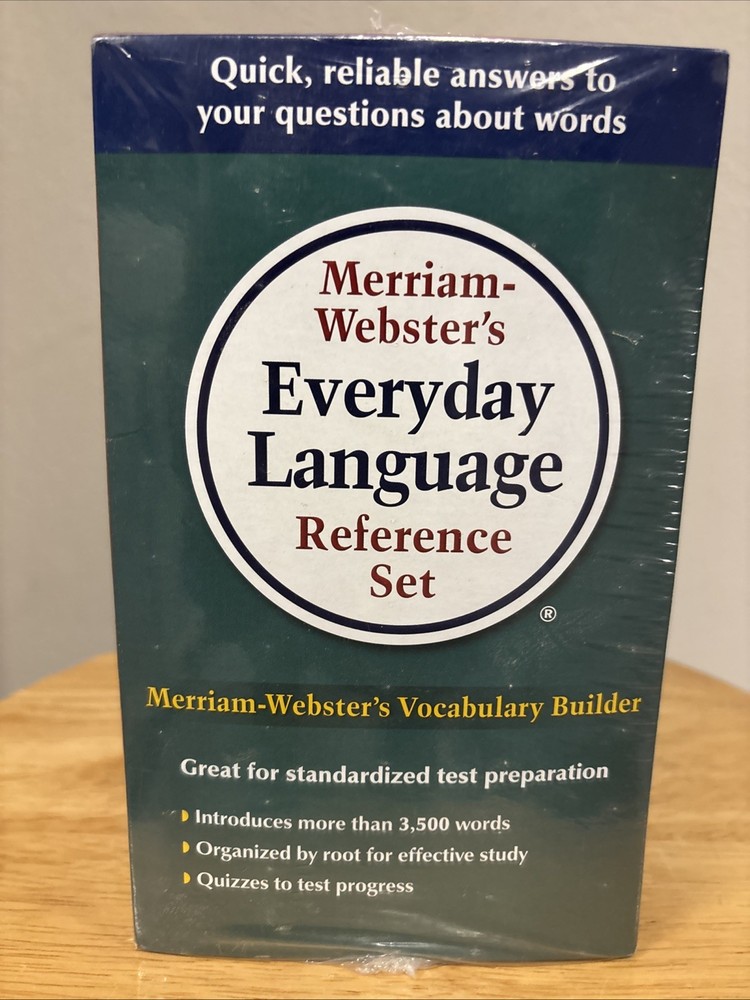 Quick, reliable answers to
your questions about words
Merriam-
Webster's
Everyday
Language
Reference
Set
®
Merriam-Webster's Vocabulary Builder
Great for standardized test preparation
Introduces more than 3,500 words
Organized by root for effective study
Quizzes to test progress